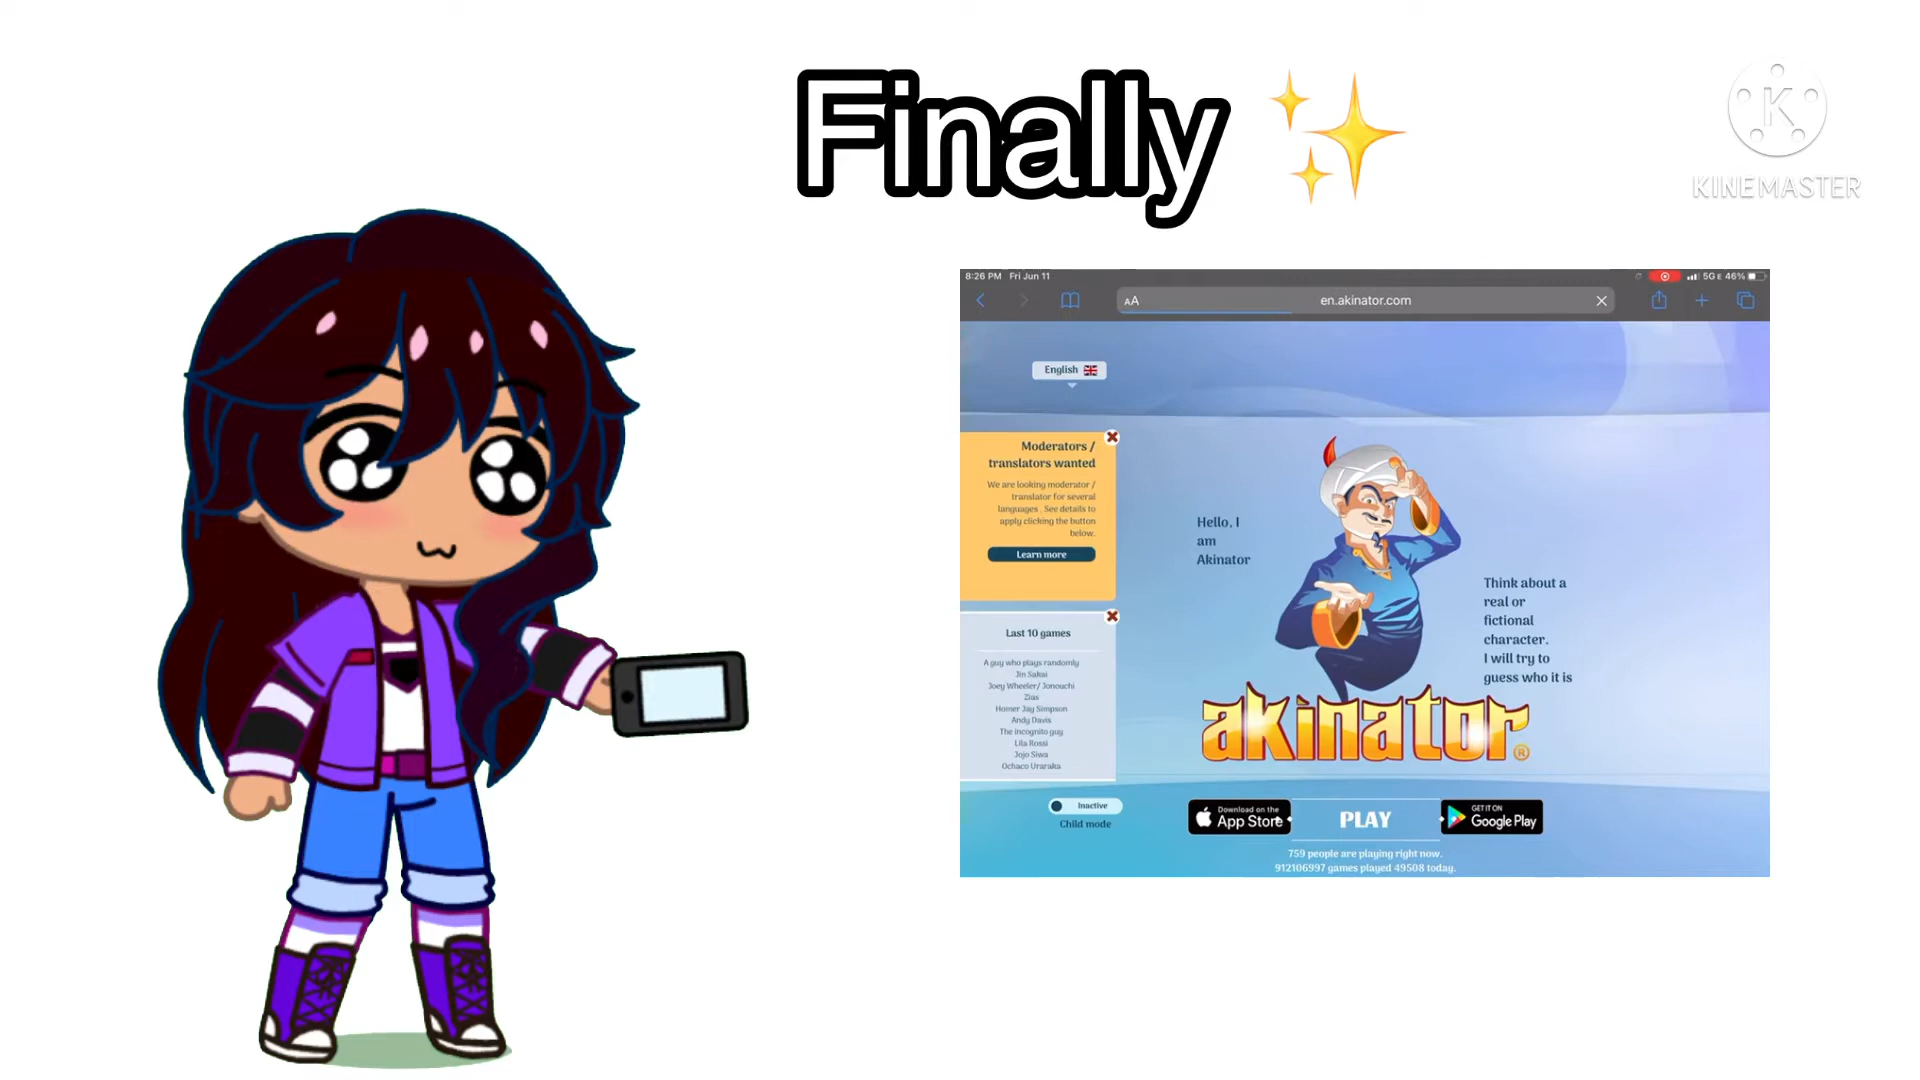 Finally ✨
K
KINEMASTER
8:26 PM Fri Jun 11
5GE 46%
AA
en.akinator.com
English
Moderators /
translators wanted
We are looking moderator /
translator for several
languages . See details to
apply clicking the button
below.
Learn more
Last 10 games
A guy who plays randomly
Jin Sakai
Joey Wheeler/ Jonouchi
Zias
Homer Jay Simpson
Andy Davis
The incognito guy
Lila Rossi
Jojo Siwa
Ochaco Uraraka
Hello, I
am
Akinator
Think about a
real or
fictional
character.
I will try to
guess who it is
akinator®
Inactive
Child mode
Download on the
App Store
PLAY
GET IT ON
Google Play
759 people are playing right now.
912106997 games played 49508 today.